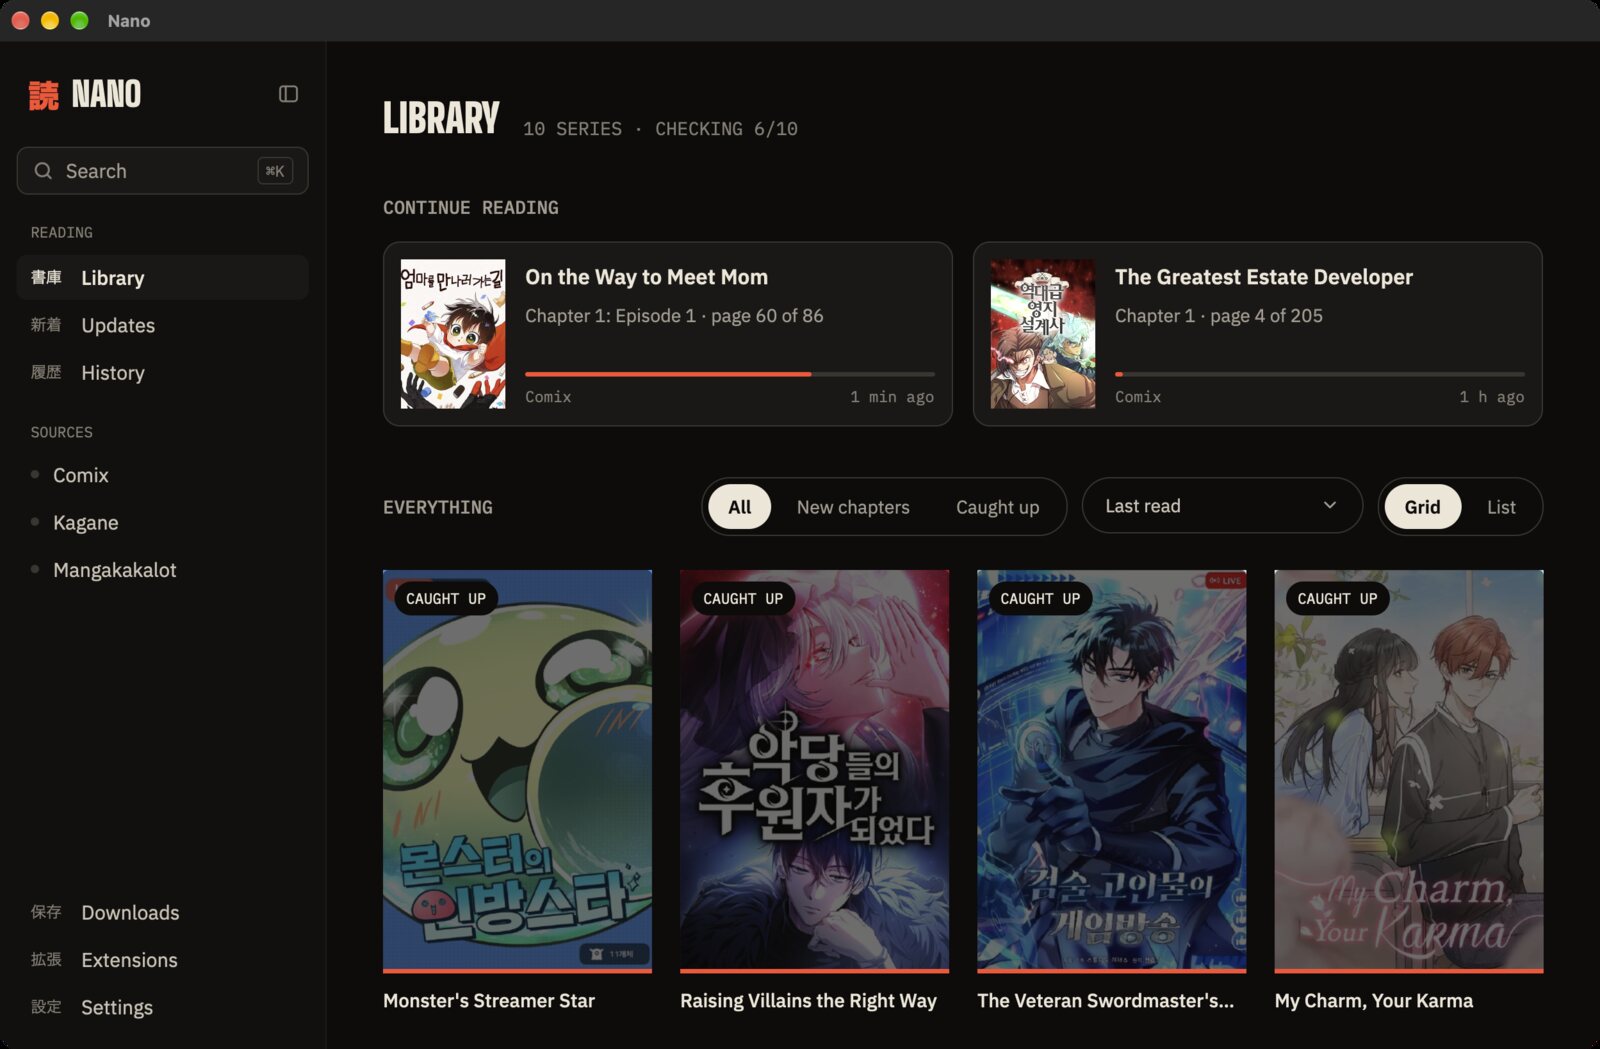 Nano
読 NANO
Search ⌘K
READING
書庫 Library
新着 Updates
履歴 History
SOURCES
Comix
Kagane
Mangakakalot
保存 Downloads
拡張 Extensions
設定 Settings
LIBRARY 10 SERIES · CHECKING 6/10
CONTINUE READING
엄마를 만나러 가는 길
On the Way to Meet Mom
Chapter 1: Episode 1 · page 60 of 86
Comix 1 min ago
역대급
영지
설계사
The Greatest Estate Developer
Chapter 1 · page 4 of 205
Comix 1 h ago
EVERYTHING All New chapters Caught up Last read Grid List
CAUGHT UP
몬스터의
인방스타
11개체
Monster's Streamer Star
CAUGHT UP
악당들의
후원자가
되었다
Raising Villains the Right Way
CAUGHT UP
LIVE
검술 고인물의
게임방송
The Veteran Swordmaster's...
CAUGHT UP
My Charm,
Your Karma
My Charm, Your Karma